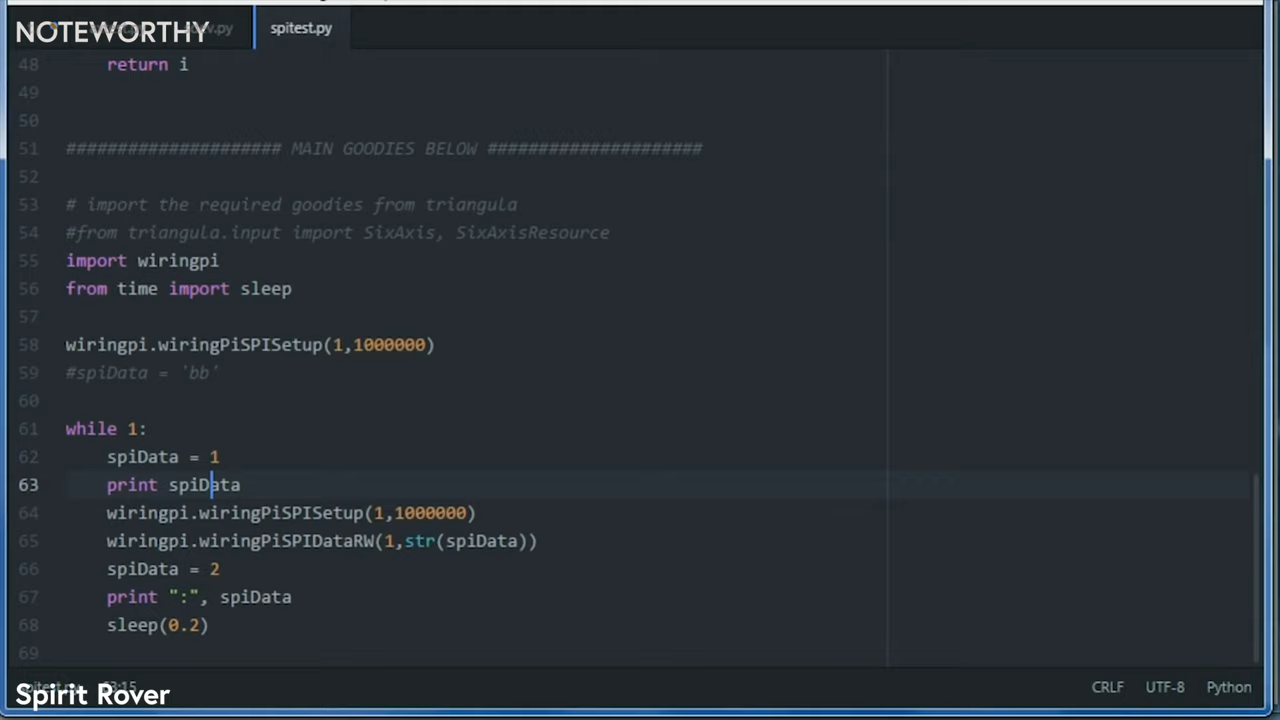 NOTEWORTHY
spitest.py
48 return i
49
50
51 ##################### MAIN GOODIES BELOW #####################
52
53 # import the required goodies from triangula
54 #from triangula.input import SixAxis, SixAxisResource
55 import wiringpi
56 from time import sleep
57
58 wiringpi.wiringPiSPISetup(1,1000000)
59 #spiData = 'bb'
60
61 while 1:
62 spiData = 1
63 print spiData
64 wiringpi.wiringPiSPISetup(1,1000000)
65 wiringpi.wiringPiSPIDataRW(1,str(spiData))
66 spiData = 2
67 print ":", spiData
68 sleep(0.2)
69
63:15 CRLF UTF-8 Python
Spirit Rover